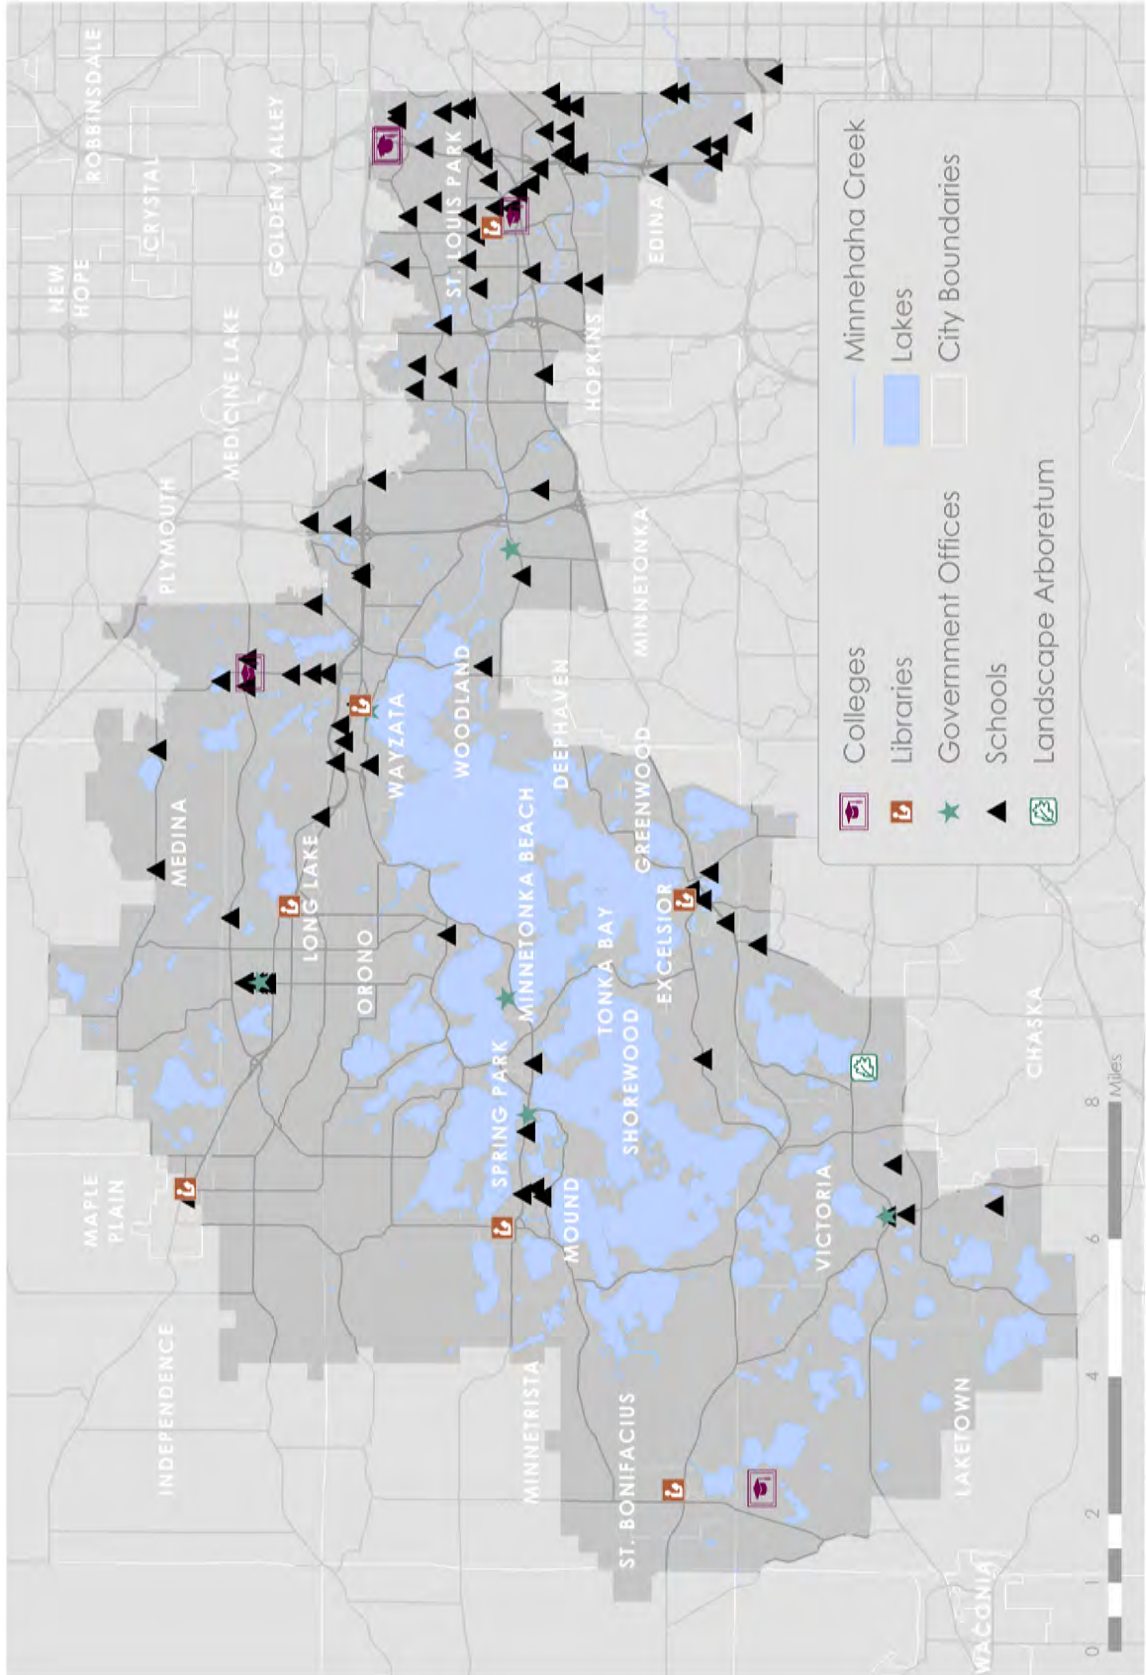 ROBBINSDALE
NEW
HOPE
CRYSTAL
GOLDEN VALLEY
MEDICINE LAKE
PLYMOUTH
ST. LOUIS PARK
EDINA
HOPKINS
MINNETONKA
MEDINA
WAYZATA
WOODLAND
DEEPHAVEN
LONG LAKE
ORONO
MINNETONKA BEACH
GREENWOOD
EXCELSIOR
TONKA BAY
SHOREWOOD
SPRING PARK
MOUND
MAPLE
PLAIN
INDEPENDENCE
MINNETRISTA
ST. BONIFACIUS
VICTORIA
CHASKA
LAKETOWN
WACONIA
Colleges
Libraries
Government Offices
Schools
Landscape Arboretum
Minnehaha Creek
Lakes
City Boundaries
0 1 2 4 6 8
Miles